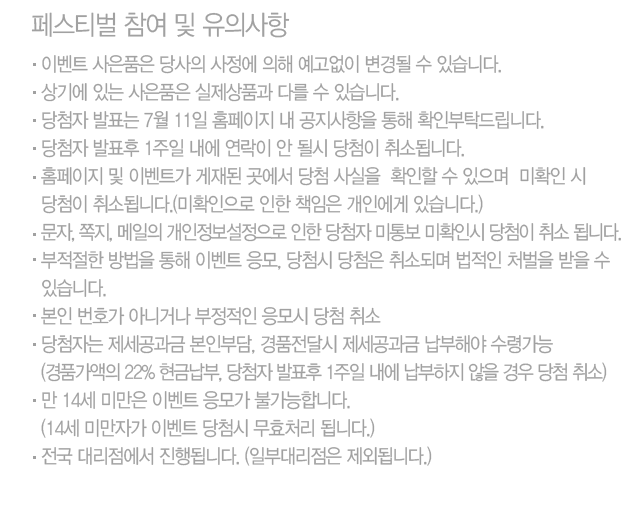 페스티벌 참여 및 유의사항
· 이벤트 사은품은 당사의 사정에 의해 예고없이 변경될 수 있습니다.
· 상기에 있는 사은품은 실제상품과 다를 수 있습니다.
· 당첨자 발표는 7월 11일 홈페이지 내 공지사항을 통해 확인부탁드립니다.
· 당첨자 발표후 1주일 내에 연락이 안 될시 당첨이 취소됩니다.
· 홈페이지 및 이벤트가 게재된 곳에서 당첨 사실을 확인할 수 있으며 미확인 시
당첨이 취소됩니다.(미확인으로 인한 책임은 개인에게 있습니다.)
· 문자, 쪽지, 메일의 개인정보설정으로 인한 당첨자 미통보 미확인시 당첨이 취소 됩니다.
· 부적절한 방법을 통해 이벤트 응모, 당첨시 당첨은 취소되며 법적인 처벌을 받을 수
있습니다.
· 본인 번호가 아니거나 부정적인 응모시 당첨 취소
· 당첨자는 제세공과금 본인부담, 경품전달시 제세공과금 납부해야 수령가능
(경품가액의 22% 현금납부, 당첨자 발표후 1주일 내에 납부하지 않을 경우 당첨 취소)
· 만 14세 미만은 이벤트 응모가 불가능합니다.
(14세 미만자가 이벤트 당첨시 무효처리 됩니다.)
· 전국 대리점에서 진행됩니다. (일부대리점은 제외됩니다.)